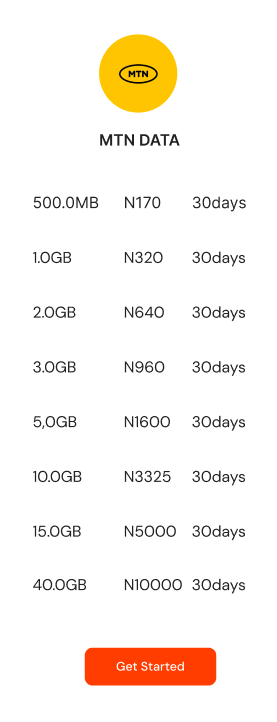 MTN
MTN DATA
500.0MB N170 30days
1.0GB N320 30days
2.0GB N640 30days
3.0GB N960 30days
5,0GB N1600 30days
10.0GB N3325 30days
15.0GB N5000 30days
40.0GB N10000 30days
Get Started